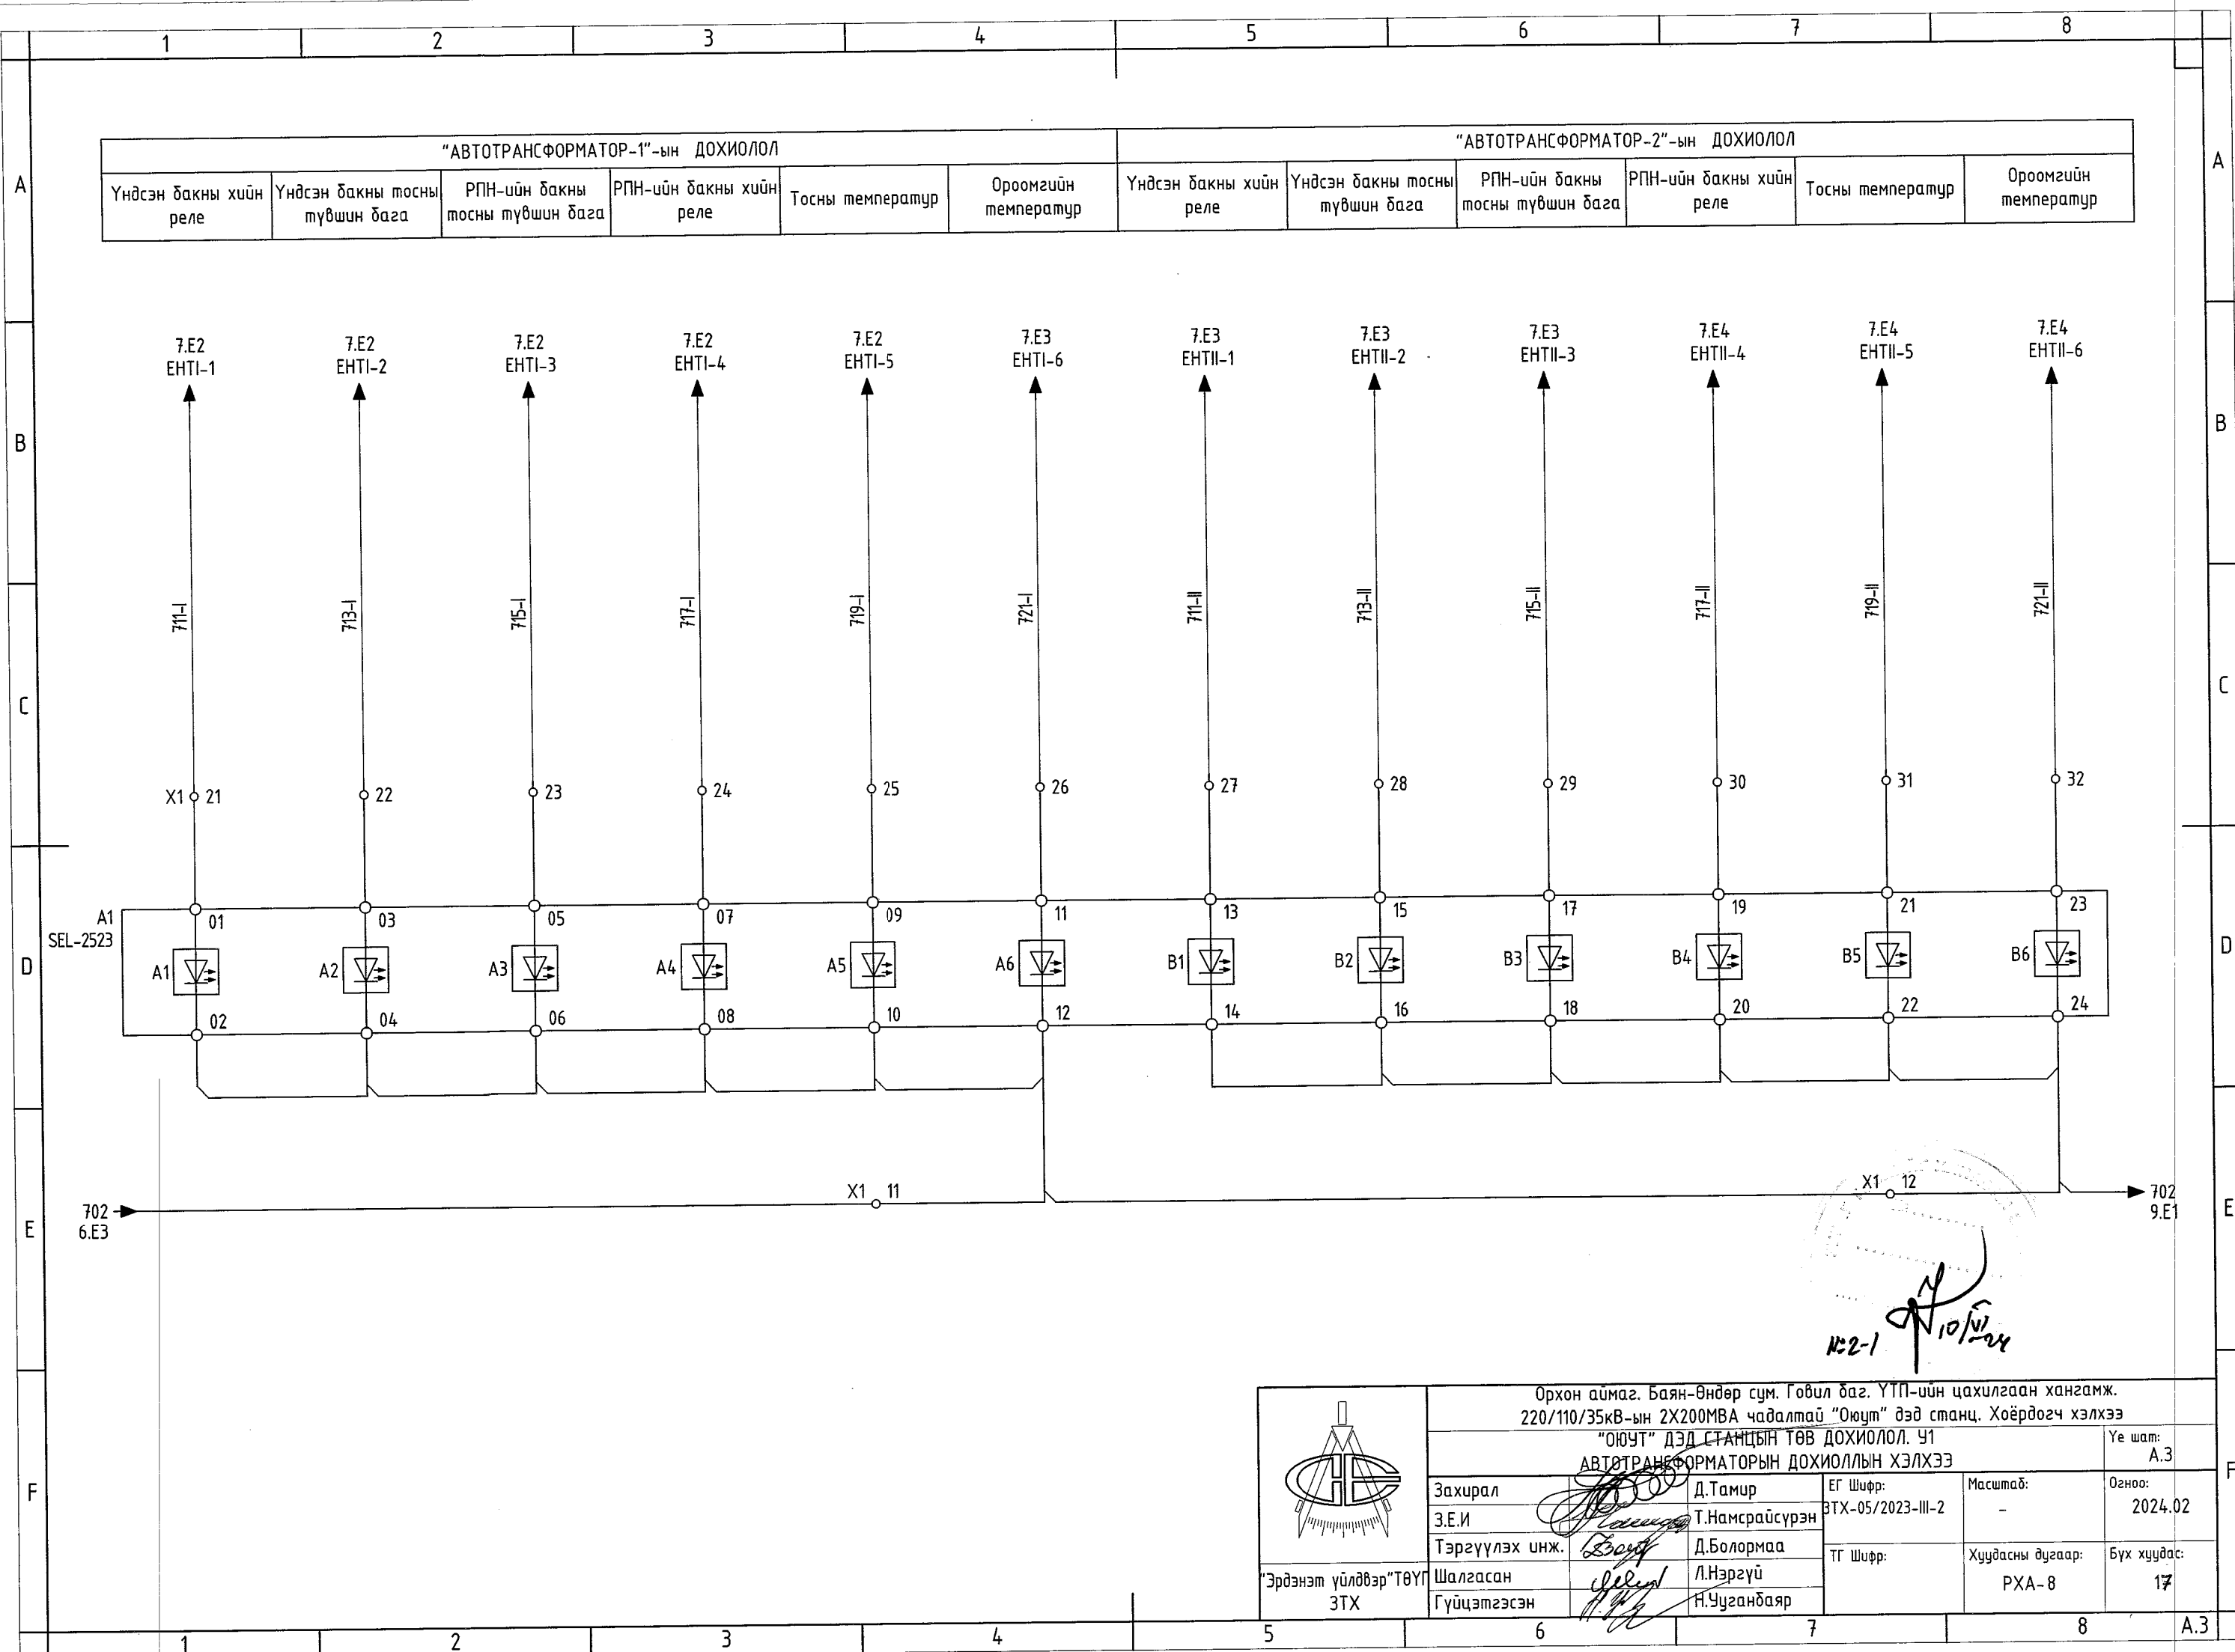 1 2 3 4 5 6 7 8
"АВТОТРАНСФОРМАТОР-1"-ын ДОХИОЛОЛ
"АВТОТРАНСФОРМАТОР-2"-ын ДОХИОЛОЛ
Үндсэн бакны хийн реле
Үндсэн бакны тосны түвшин бага
РПН-ийн бакны тосны түвшин бага
РПН-ийн бакны хийн реле
Тосны температур
Ороомгийн температур
Үндсэн бакны хийн реле
Үндсэн бакны тосны түвшин бага
РПН-ийн бакны тосны түвшин бага
РПН-ийн бакны хийн реле
Тосны температур
Ороомгийн температур
A A
7.E2 7.E2 7.E2 7.E2 7.E2 7.E3 7.E3 7.E3 7.E3 7.E4 7.E4 7.E4
EHTI-1 EHTI-2 EHTI-3 EHTI-4 EHTI-5 EHTI-6 EHTII-1 EHTII-2 EHTII-3 EHTII-4 EHTII-5 EHTII-6
B B
711-I 713-I 715-I 717-I 719-I 721-I 711-II 713-II 715-II 717-II 719-II 721-II
C C
X1 21 22 23 24 25 26 27 28 29 30 31 32
A1
SEL-2523
01 03 05 07 09 11 13 15 17 19 21 23
D D
A1 A2 A3 A4 A5 A6 B1 B2 B3 B4 B5 B6
02 04 06 08 10 12 14 16 18 20 22 24
X1 11
X1 12
702
6.E3
702
9.E1
E E
№2-1
10/VI-24
F F
Орхон аймаг. Баян-Өндөр сум. Говил баг. ҮТП-ийн цахилгаан хангамж.
220/110/35кВ-ын 2Х200МВА чадалтай "Оюут" дэд станц. Хоёрдогч хэлхээ
"ОЮУТ" ДЭД СТАНЦЫН ТӨВ ДОХИОЛОЛ. У1
АВТОТРАНСФОРМАТОРЫН ДОХИОЛЛЫН ХЭЛХЭЭ
Үе шат:
А.З
Захирал Д.Тамир
З.Е.И Т.Намсрайсүрэн
Тэргүүлэх инж. Д.Болормаа
Шалгасан Л.Нэргүй
Гүйцэтгэсэн Н.Ууганбаяр
ЕГ Шифр:
ЗТХ-05/2023-III-2
Масштаб:
-
Огноо:
2024.02
ТГ Шифр:
Хуудасны дугаар:
РХА-8
Бүх хуудас:
17
"Эрдэнэт үйлдвэр"ТӨҮГ
ЗТХ
1 2 3 4 5 6 7 8
А.3